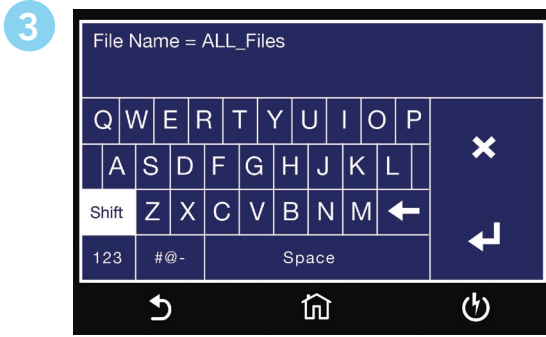 3
File Name = ALL_Files
Q W E R T Y U I O P
A S D F G H J K L
Shift Z X C V B N M
123 #@- Space